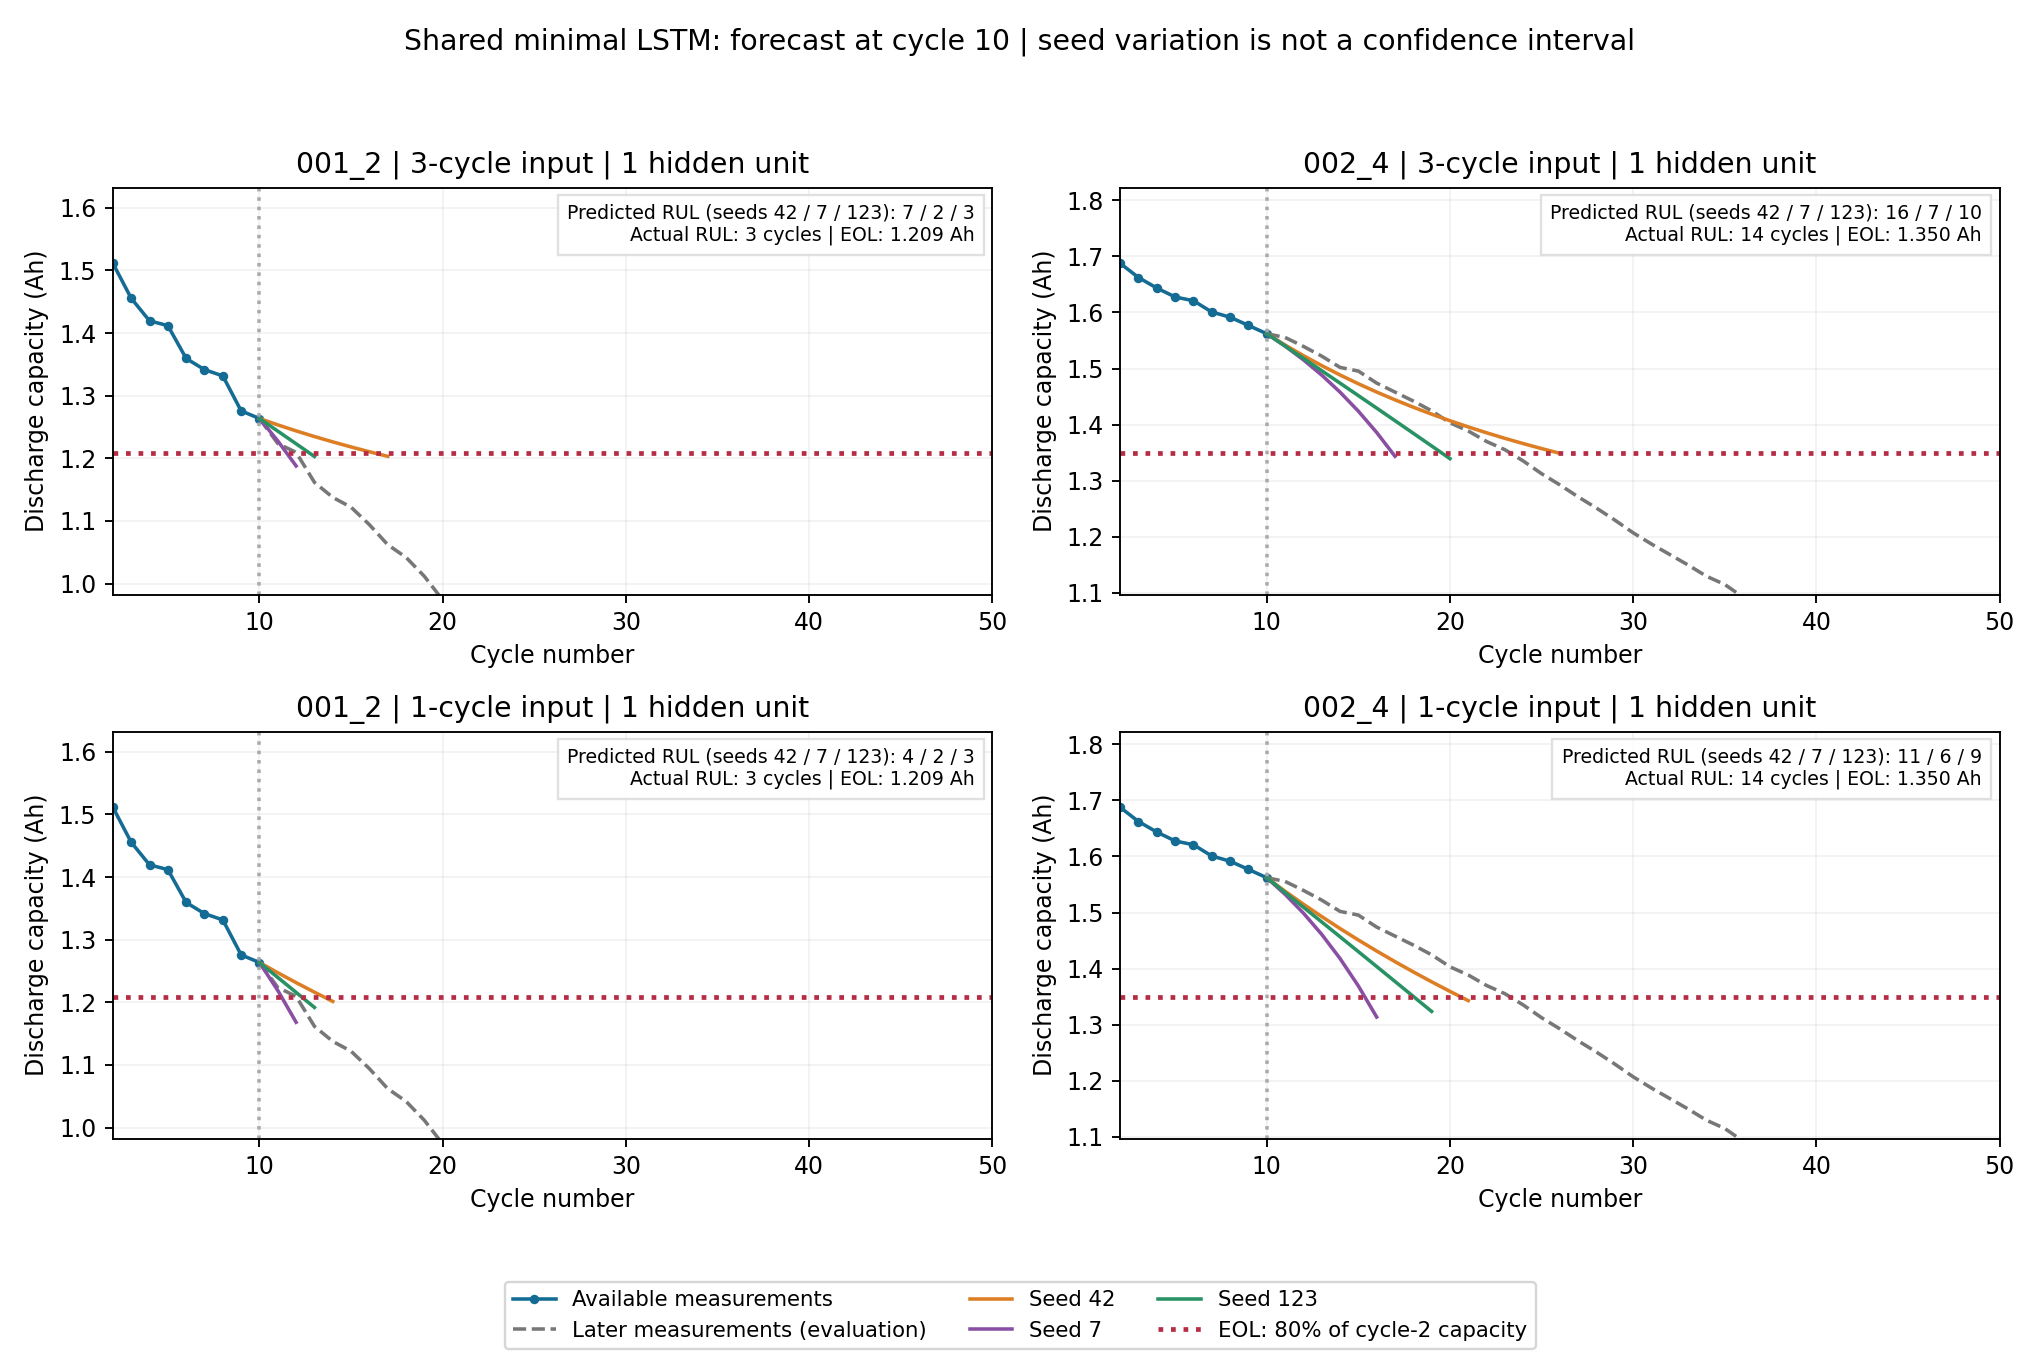 Shared minimal LSTM: forecast at cycle 10 | seed variation is not a confidence interval
001_2 | 3-cycle input | 1 hidden unit
Predicted RUL (seeds 42 / 7 / 123): 7 / 2 / 3
Actual RUL: 3 cycles | EOL: 1.209 Ah
Discharge capacity (Ah)
1.6
1.5
1.4
1.3
1.2
1.1
1.0
10 20 30 40 50
Cycle number
002_4 | 3-cycle input | 1 hidden unit
Predicted RUL (seeds 42 / 7 / 123): 16 / 7 / 10
Actual RUL: 14 cycles | EOL: 1.350 Ah
Discharge capacity (Ah)
1.8
1.7
1.6
1.5
1.4
1.3
1.2
1.1
10 20 30 40 50
Cycle number
001_2 | 1-cycle input | 1 hidden unit
Predicted RUL (seeds 42 / 7 / 123): 4 / 2 / 3
Actual RUL: 3 cycles | EOL: 1.209 Ah
Discharge capacity (Ah)
1.6
1.5
1.4
1.3
1.2
1.1
1.0
10 20 30 40 50
Cycle number
002_4 | 1-cycle input | 1 hidden unit
Predicted RUL (seeds 42 / 7 / 123): 11 / 6 / 9
Actual RUL: 14 cycles | EOL: 1.350 Ah
Discharge capacity (Ah)
1.8
1.7
1.6
1.5
1.4
1.3
1.2
1.1
10 20 30 40 50
Cycle number
Available measurements
Later measurements (evaluation)
Seed 42
Seed 7
Seed 123
EOL: 80% of cycle-2 capacity